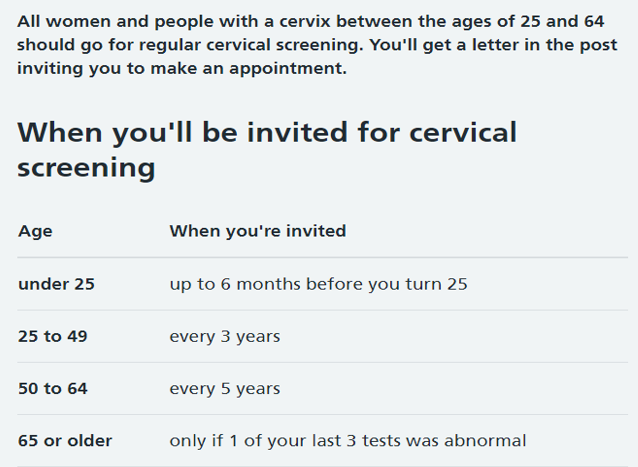 All women and people with a cervix between the ages of 25 and 64
should go for regular cervical screening. You'll get a letter in the post
inviting you to make an appointment.
When you'll be invited for cervical
screening
Age When you're invited
under 25 up to 6 months before you turn 25
25 to 49 every 3 years
50 to 64 every 5 years
65 or older only if 1 of your last 3 tests was abnormal